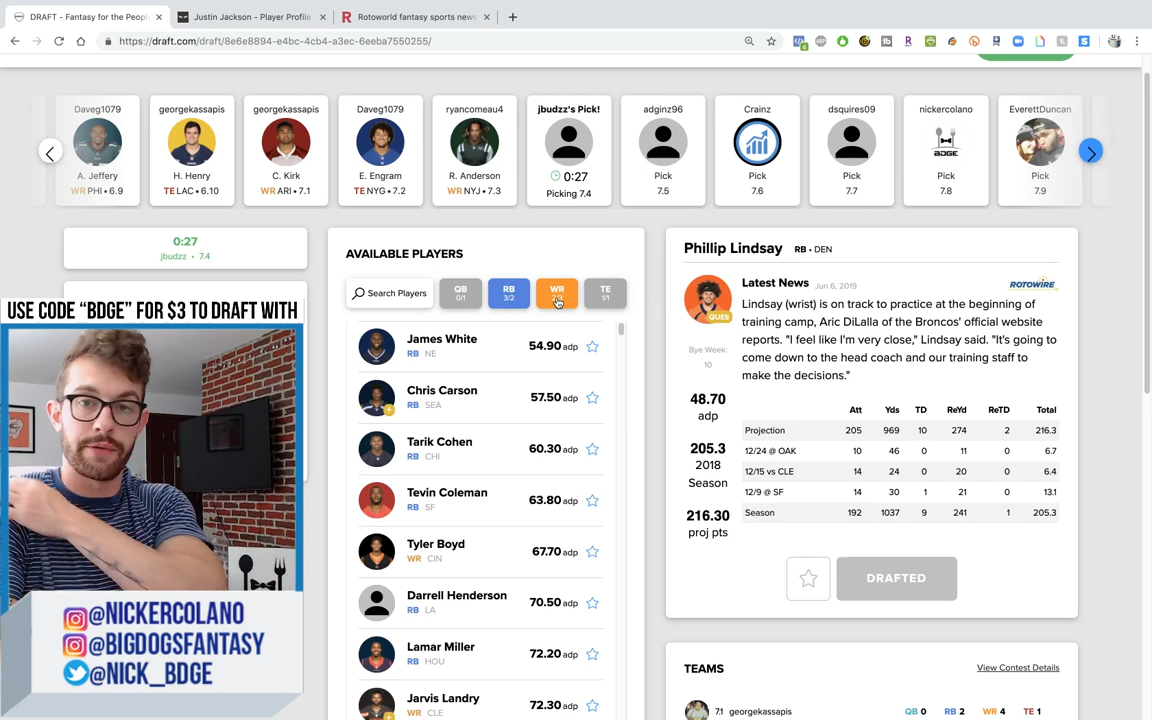 DRAFT - Fantasy for the People
Justin Jackson - Player Profile
Rotoworld fantasy sports news
https://draft.com/draft/8e6e8894-e4bc-4cb4-a3ec-6eeba7550255/
Daveg1079
A. Jeffery
WR PHI • 6.9
georgekassapis
H. Henry
TE LAC • 6.10
georgekassapis
C. Kirk
WR ARI • 7.1
Daveg1079
E. Engram
TE NYG • 7.2
ryancomeau4
R. Anderson
WR NYJ • 7.3
jbudzz's Pick!
0:27
Picking 7.4
adginz96
Pick
7.5
Crainz
Pick
7.6
dsquires09
Pick
7.7
nickercolano
BDGE
Pick
7.8
EverettDuncan
Pick
7.9
0:27
jbudzz • 7.4
USE CODE "BDGE" FOR $3 TO DRAFT WITH
@NICKERCOLANO
@BIGDOGSFANTASY
@NICK_BDGE
AVAILABLE PLAYERS
Search Players
QB
0/1
RB
3/2
WR
TE
1/1
James White
RB NE
54.90 adp
Chris Carson
RB SEA
57.50 adp
Tarik Cohen
RB CHI
60.30 adp
Tevin Coleman
RB SF
63.80 adp
Tyler Boyd
WR CIN
67.70 adp
Darrell Henderson
RB LA
70.50 adp
Lamar Miller
RB HOU
72.20 adp
Jarvis Landry
WR CLE
72.30 adp
Phillip Lindsay RB • DEN
QUES
Bye Week:
10
48.70
adp
205.3
2018
Season
216.30
proj pts
Latest News Jun 6, 2019
ROTOWIRE
Lindsay (wrist) is on track to practice at the beginning of
training camp, Aric DiLalla of the Broncos' official website
reports. "I feel like I'm very close," Lindsay said. "It's going to
come down to the head coach and our training staff to
make the decisions."
Att Yds TD ReYd ReTD Total
Projection 205 969 10 274 2 216.3
12/24 @ OAK 10 46 0 11 0 6.7
12/15 vs CLE 14 24 0 20 0 6.4
12/9 @ SF 14 30 1 21 0 13.1
Season 192 1037 9 241 1 205.3
DRAFTED
TEAMS
View Contest Details
7.1 georgekassapis QB 0 RB 2 WR 4 TE 1